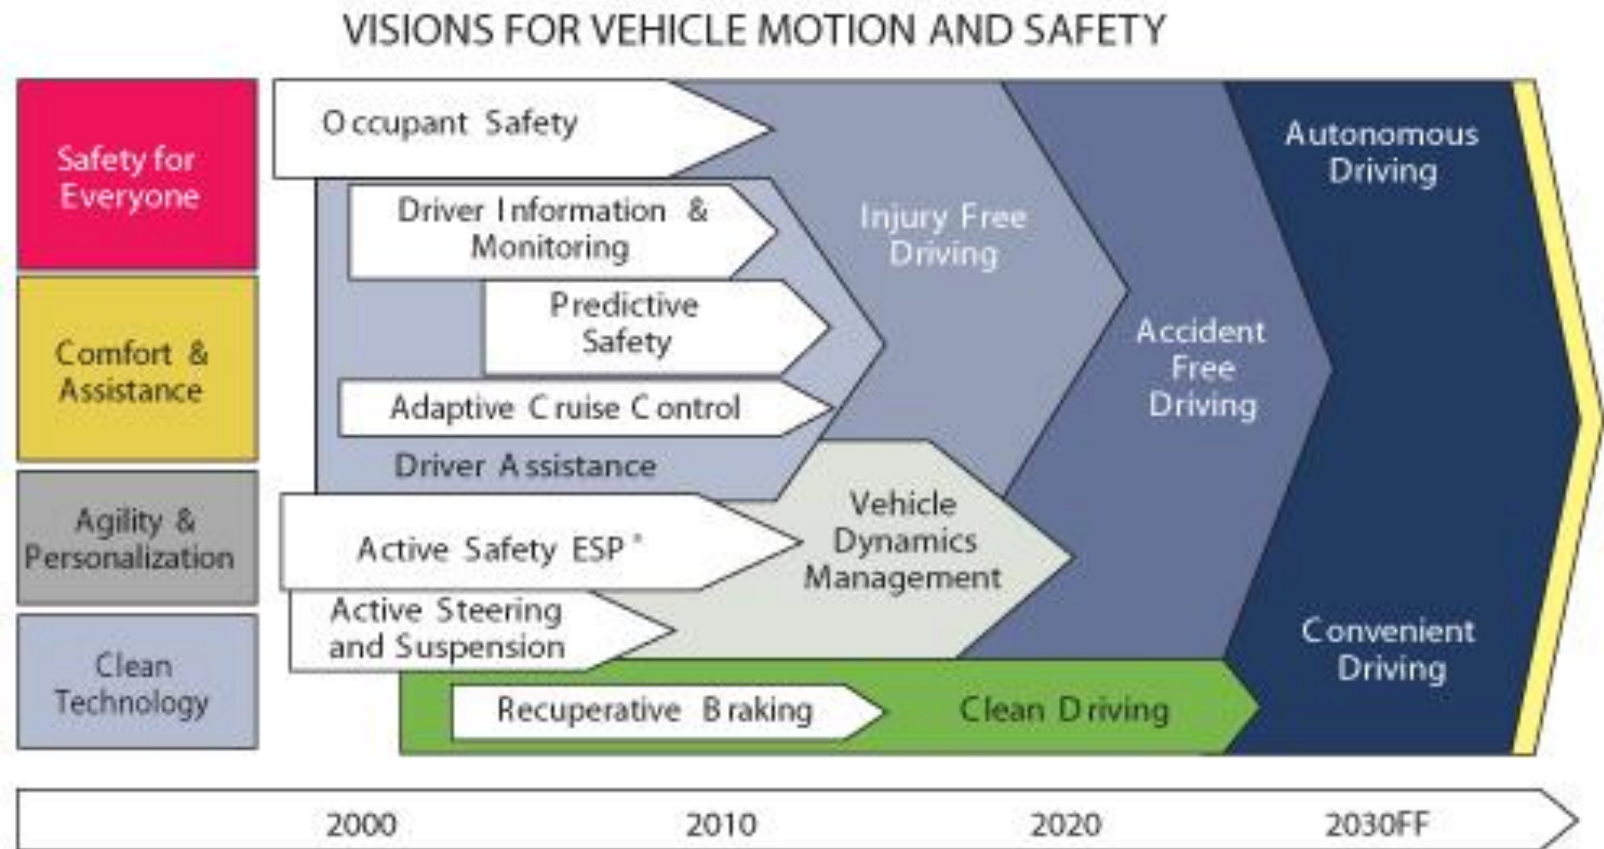 VISIONS FOR VEHICLE MOTION AND SAFETY
Safety for
Everyone
Comfort &
Assistance
Agility &
Personalization
Clean
Technology
Occupant Safety
Driver Information &
Monitoring
Predictive
Safety
Adaptive Cruise Control
Driver Assistance
Active Safety ESP*
Active Steering
and Suspension
Recuperative Braking
Injury Free
Driving
Vehicle
Dynamics
Management
Clean Driving
Accident
Free
Driving
Autonomous
Driving
Convenient
Driving
2000
2010
2020
2030FF